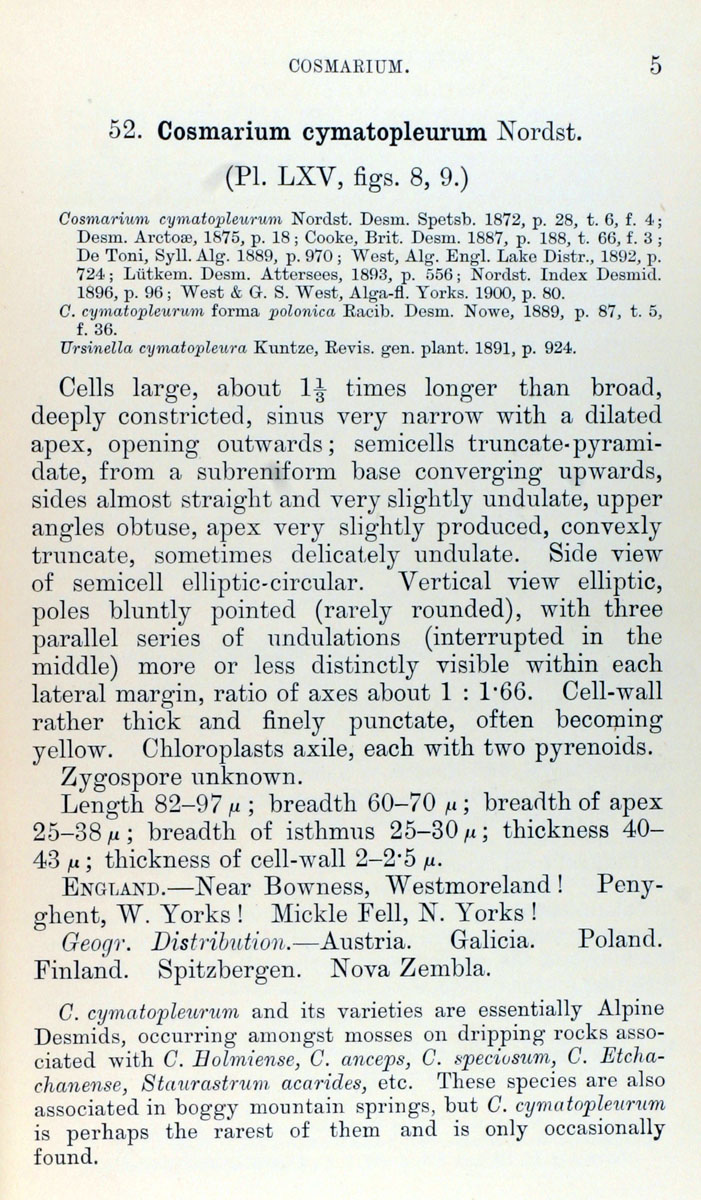 COSMARIUM. 5
52. Cosmarium cymatopleurum Nordst.
(Pl. LXV, figs. 8, 9.)
Cosmarium cymatopleurum Nordst. Desm. Spetsb. 1872, p. 28, t. 6, f. 4;
Desm. Arctoæ, 1875, p. 18; Cooke, Brit. Desm. 1887, p. 188, t. 66, f. 3;
De Toni, Syll. Alg. 1889, p. 970; West, Alg. Engl. Lake Distr., 1892, p.
724; Lütkem. Desm. Attersees, 1893, p. 556; Nordst. Index Desmid.
1896, p. 96; West & G. S. West, Alga-fl. Yorks. 1900, p. 80.
C. cymatopleurum forma polonica Racib. Desm. Nowe, 1889, p. 87, t. 5,
f. 36.
Ursinella cymatopleura Kuntze, Revis. gen. plant. 1891, p. 924.
Cells large, about 1⅓ times longer than broad,
deeply constricted, sinus very narrow with a dilated
apex, opening outwards; semicells truncate-pyrami-
date, from a subreniform base converging upwards,
sides almost straight and very slightly undulate, upper
angles obtuse, apex very slightly produced, convexly
truncate, sometimes delicately undulate. Side view
of semicell elliptic-circular. Vertical view elliptic,
poles bluntly pointed (rarely rounded), with three
parallel series of undulations (interrupted in the
middle) more or less distinctly visible within each
lateral margin, ratio of axes about 1 : 1·66. Cell-wall
rather thick and finely punctate, often becoming
yellow. Chloroplasts axile, each with two pyrenoids.
Zygospore unknown.
Length 82–97 μ; breadth 60–70 μ; breadth of apex
25–38 μ; breadth of isthmus 25–30 μ; thickness 40–
43 μ; thickness of cell-wall 2–2·5 μ.
ENGLAND.—Near Bowness, Westmoreland! Peny-
ghent, W. Yorks! Mickle Fell, N. Yorks!
Geogr. Distribution.—Austria. Galicia. Poland.
Finland. Spitzbergen. Nova Zembla.
C. cymatopleurum and its varieties are essentially Alpine
Desmids, occurring amongst mosses on dripping rocks asso-
ciated with C. Holmiense, C. anceps, C. speciosum, C. Etcha-
chanense, Staurastrum acarides, etc. These species are also
associated in boggy mountain springs, but C. cymatopleurum
is perhaps the rarest of them and is only occasionally
found.